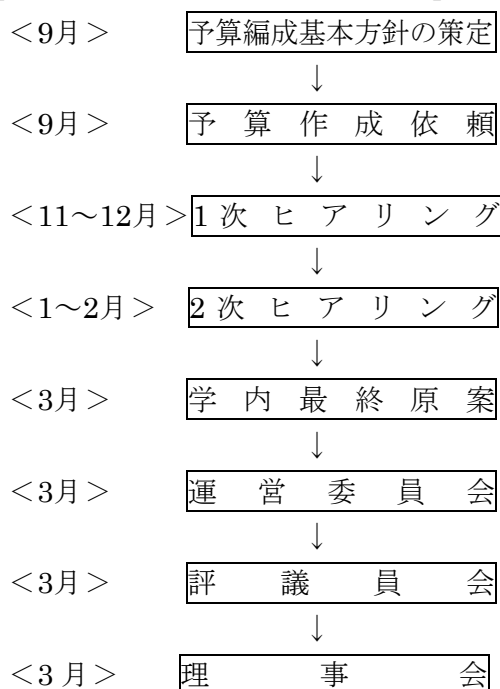 <9月> 予算編成基本方針の策定
↓
<9月> 予算作成依頼
↓
<11～12月> 1次ヒアリング
↓
<1～2月> 2次ヒアリング
↓
<3月> 学内最終原案
↓
<3月> 運営委員会
↓
<3月> 評議員会
↓
<3月> 理事会